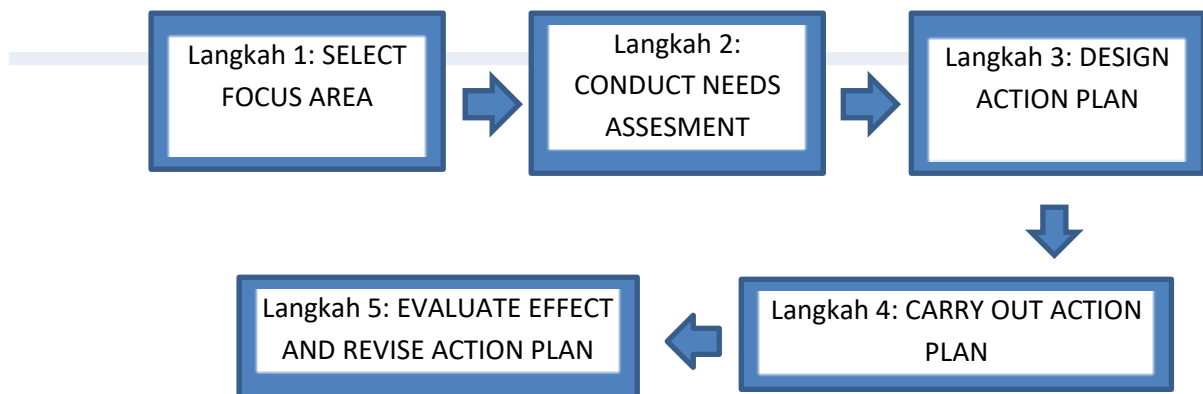 Langkah 1: SELECT
FOCUS AREA
Langkah 2:
CONDUCT NEEDS
ASSESMENT
Langkah 3: DESIGN
ACTION PLAN
Langkah 4: CARRY OUT ACTION
PLAN
Langkah 5: EVALUATE EFFECT
AND REVISE ACTION PLAN